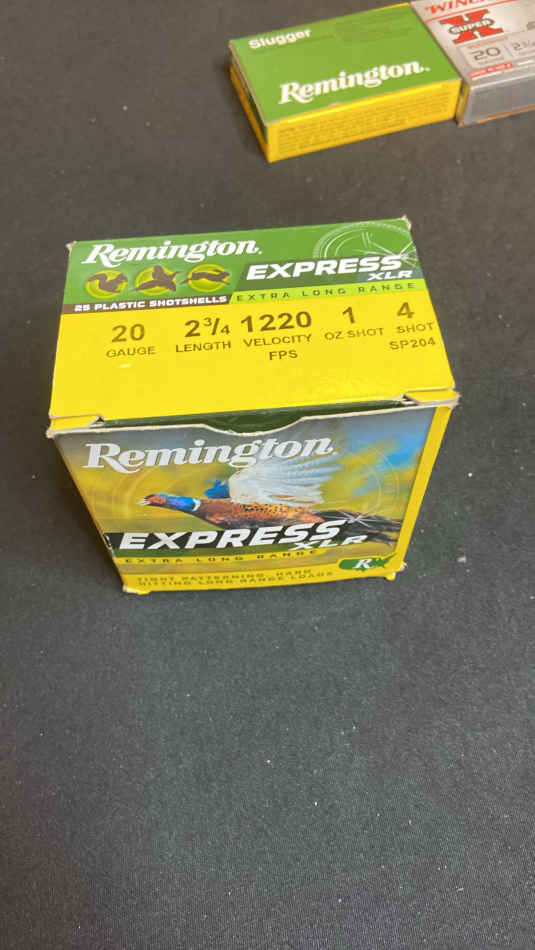 Slugger
Remington.
SUPER
X
20
2¾
Remington.
EXPRESS
XLR
25 PLASTIC SHOTSHELLS
EXTRA LONG RANGE
20 2¾ 1220 1 4
GAUGE LENGTH VELOCITY OZ SHOT SHOT
FPS SP204
Remington.
EXPRESS
XLR
EXTRA LONG RANGE
R
TIGHT PATTERNING, HARD
HITTING LONG RANGE LOADS